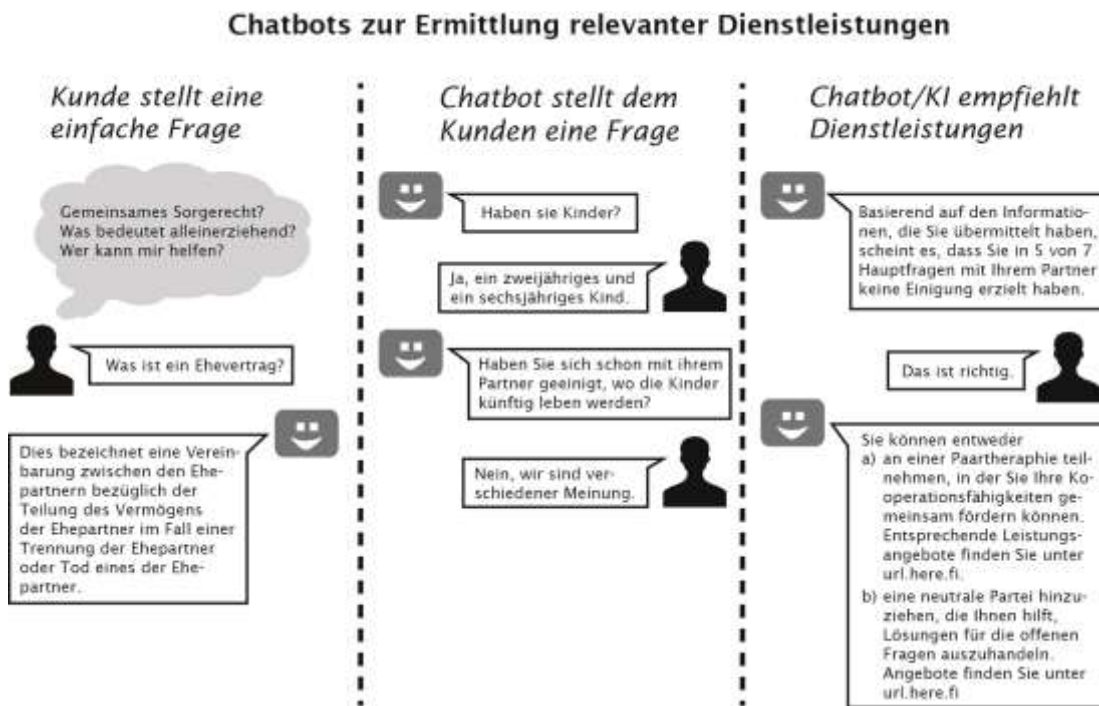 Chatbots zur Ermittlung relevanter Dienstleistungen
Kunde stellt eine
einfache Frage
Gemeinsames Sorgerecht?
Was bedeutet alleinerziehend?
Wer kann mir helfen?
Was ist ein Ehevertrag?
Dies bezeichnet eine Verein-
barung zwischen den Ehe-
partnern bezüglich der
Teilung des Vermögens
der Ehepartner im Fall einer
Trennung der Ehepartner
oder Tod eines der Ehe-
partner.
Chatbot stellt dem
Kunden eine Frage
Haben sie Kinder?
Ja, ein zweijähriges und
ein sechsjähriges Kind.
Haben Sie sich schon mit ihrem
Partner geeinigt, wo die Kinder
künftig leben werden?
Nein, wir sind ver-
schiedener Meinung.
Chatbot/KI empfiehlt
Dienstleistungen
Basierend auf den Informatio-
nen, die Sie übermittelt haben,
scheint es, dass Sie in 5 von 7
Hauptfragen mit Ihrem Partner
keine Einigung erzielt haben.
Das ist richtig.
Sie können entweder
a) an einer Paartheraphie teil-
nehmen, in der Sie Ihre Ko-
operationsfähigkeiten ge-
meinsam fördern können.
Entsprechende Leistungs-
angebote finden Sie unter
url.here.fi.
b) eine neutrale Partei hinzu-
ziehen, die Ihnen hilft,
Lösungen für die offenen
Fragen auszuhandeln.
Angebote finden Sie unter
url.here.fi